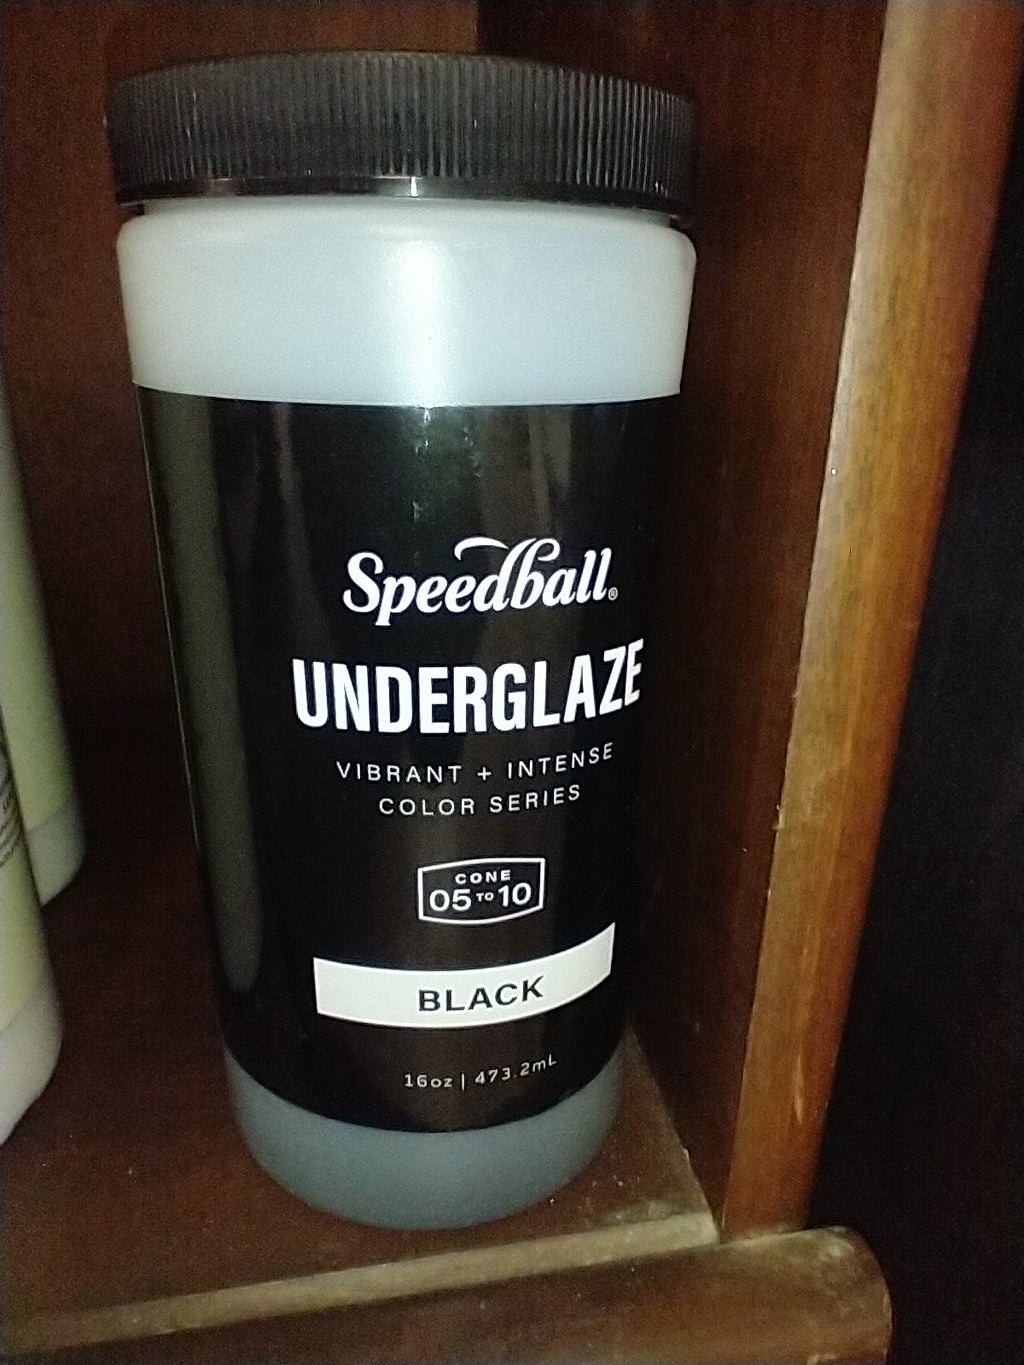 Speedball®
UNDERGLAZE
VIBRANT + INTENSE
COLOR SERIES
CONE
05 TO 10
BLACK
16oz | 473.2mL